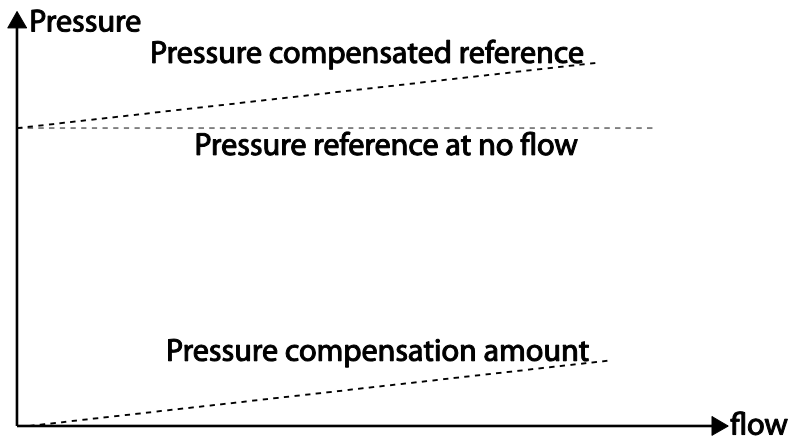 Pressure
Pressure compensated reference
Pressure reference at no flow
Pressure compensation amount
flow